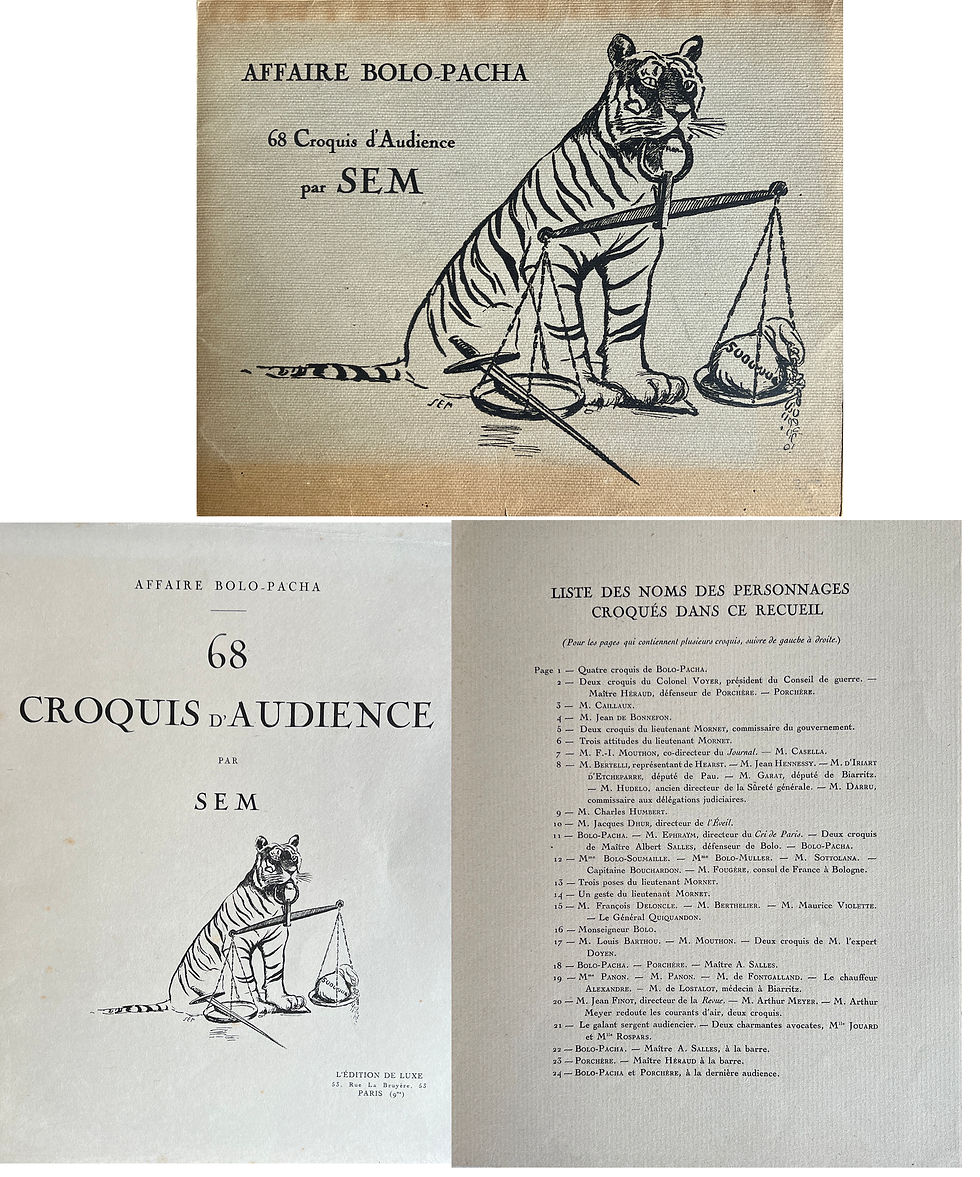 AFFAIRE BOLO-PACHA
68 Croquis d'Audience
par SEM
SEM
AFFAIRE BOLO-PACHA
68
CROQUIS D'AUDIENCE
PAR
SEM
SEM
L'ÉDITION DE LUXE
53, Rue La Bruyère, 53
PARIS (9me)
LISTE DES NOMS DES PERSONNAGES
CROQUÉS DANS CE RECUEIL
(Pour les pages qui contiennent plusieurs croquis, suivre de gauche à droite.)
Page 1 — Quatre croquis de BOLO-PACHA.
2 — Deux croquis du Colonel VOYER, président du Conseil de guerre. —
Maître HÉRAUD, défenseur de PORCHÈRE. — PORCHÈRE.
3 — M. CAILLAUX.
4 — M. Jean DE BONNEFON.
5 — Deux croquis du lieutenant MORNET, commissaire du gouvernement.
6 — Trois attitudes du lieutenant MORNET.
7 — M. F.-I. MOUTHON, co-directeur du Journal. — M. CASELLA.
8 — M. BERTELLI, représentant de HEARST. — M. Jean HENNESSY. — M. D'IRIART
D'ETCHEPARRE, député de Pau. — M. GARAT, député de Biarritz.
— M. HUDELO, ancien directeur de la Sûreté générale. — M. DARRU,
commissaire aux délégations judiciaires.
9 — M. Charles HUMBERT.
10 — M. Jacques DHUR, directeur de l'Éveil.
11 — BOLO-PACHA. — M. EPHRAÏM, directeur du Cri de Paris. — Deux croquis
de Maître Albert SALLES, défenseur de Bolo. — BOLO-PACHA.
12 — Mme BOLO-SOUMAILLE. — Mme BOLO-MULLER. — M. SOTTOLANA. —
Capitaine BOUCHARDON. — M. FOUGÈRE, consul de France à Bologne.
13 — Trois poses du lieutenant MORNET.
14 — Un geste du lieutenant MORNET.
15 — M. François DELONCLE. — M. BERTHELIER. — M. Maurice VIOLETTE.
— Le Général QUIQUANDON.
16 — Monseigneur BOLO.
17 — M. Louis BARTHOU. — M. MOUTHON. — Deux croquis de M. l'expert
DOYEN.
18 — BOLO-PACHA. — PORCHÈRE. — Maître A. SALLES.
19 — Mme PANON. — M. PANON. — M. DE FONTGALLAND. — Le chauffeur
ALEXANDRE. — M. DE LOSTALOT, médecin à Biarritz.
20 — M. Jean FINOT, directeur de la Revue. — M. Arthur MEYER. — M. Arthur
Meyer redoute les courants d'air, deux croquis.
21 — Le galant sergent audiencier. — Deux charmantes avocates, Mlle JOUARD
et Mlle ROSPARS.
22 — BOLO-PACHA. — Maître A. SALLES, à la barre.
23 — PORCHÈRE. — Maître HÉRAUD à la barre.
24 — BOLO-PACHA et PORCHÈRE, à la dernière audience.